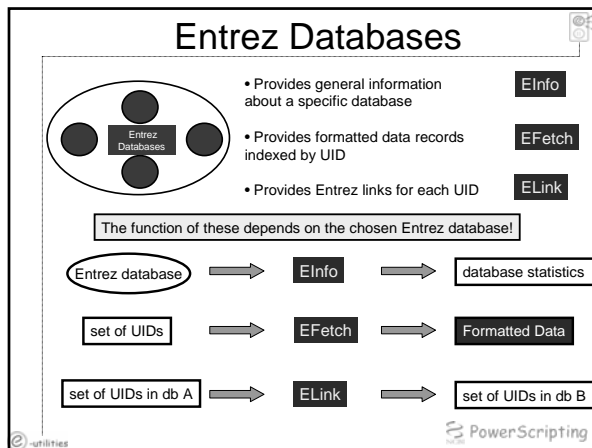 Entrez Databases
Entrez
Databases
• Provides general information
about a specific database
EInfo
• Provides formatted data records
indexed by UID
EFetch
• Provides Entrez links for each UID
ELink
The function of these depends on the chosen Entrez database!
Entrez database
EInfo
database statistics
set of UIDs
EFetch
Formatted Data
set of UIDs in db A
ELink
set of UIDs in db B
e -utilities
PowerScripting